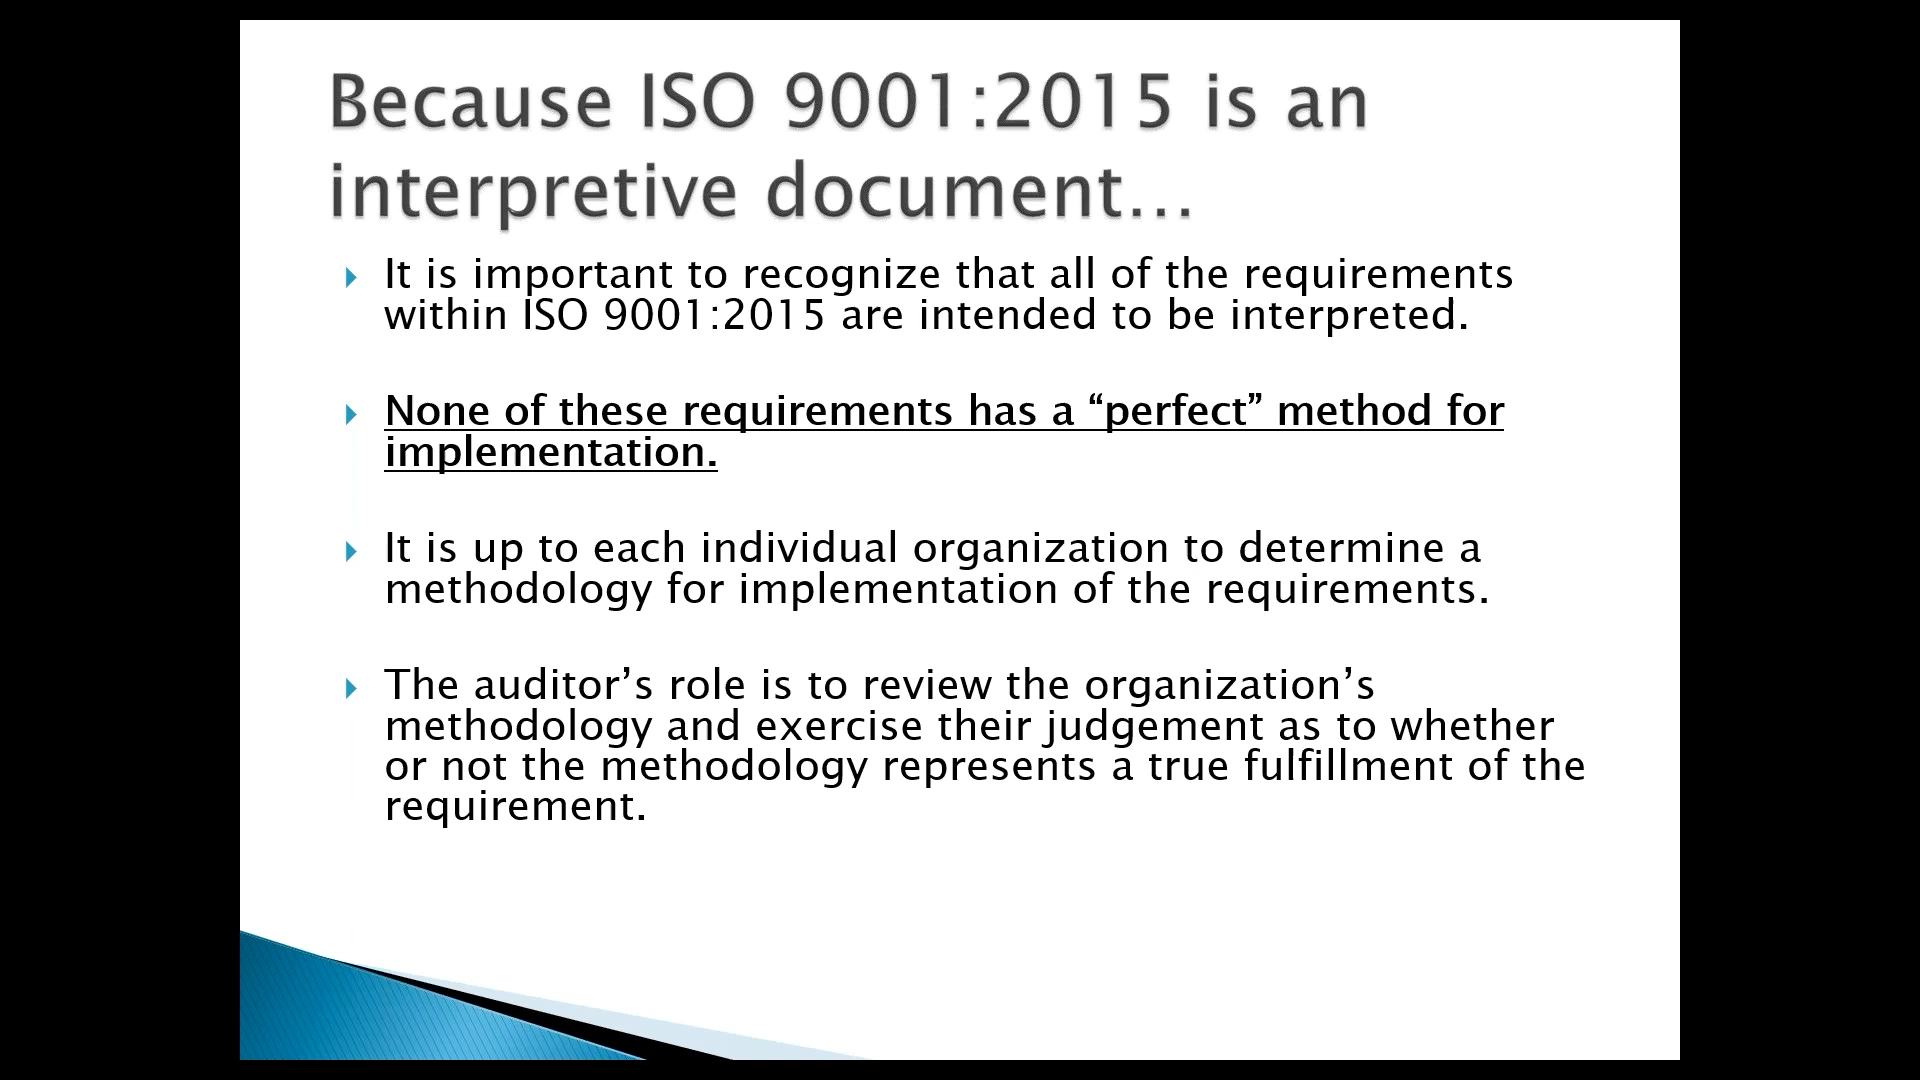 Because ISO 9001:2015 is an
interpretive document…
It is important to recognize that all of the requirements
within ISO 9001:2015 are intended to be interpreted.
None of these requirements has a “perfect” method for
implementation.
It is up to each individual organization to determine a
methodology for implementation of the requirements.
The auditor’s role is to review the organization’s
methodology and exercise their judgement as to whether
or not the methodology represents a true fulfillment of the
requirement.